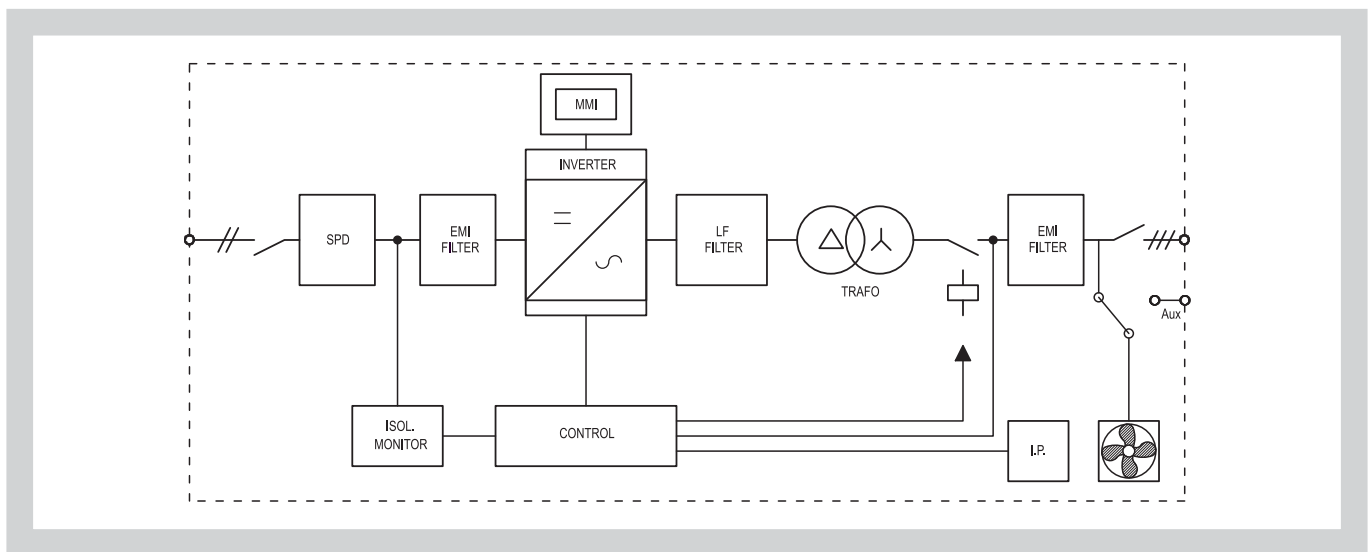 MMI
INVERTER
SPD
EMI
FILTER
LF
FILTER
TRAFO
EMI
FILTER
Aux
ISOL.
MONITOR
CONTROL
I.P.